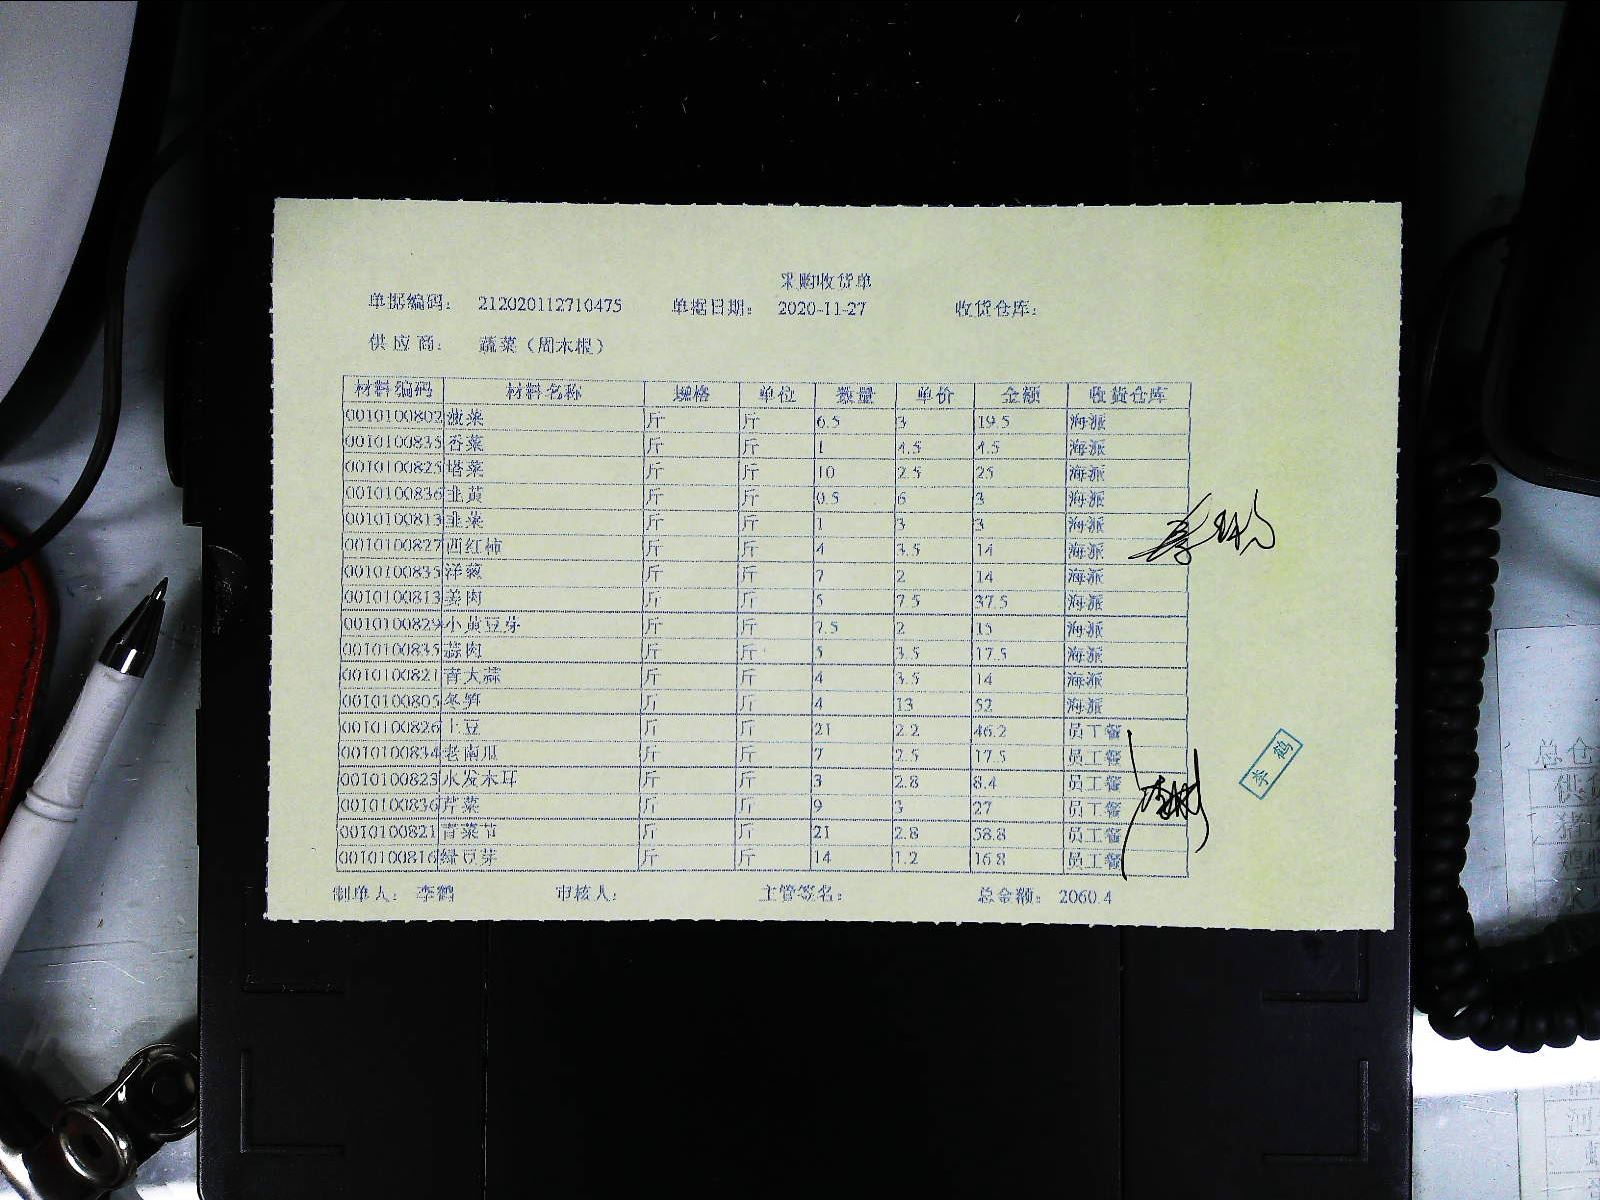 采购收货单
单据编码: 212020112710475 单据日期: 2020-11-27 收货仓库:
供应商: 蔬菜（周木根）
材料编码 材料名称 规格 单位 数量 单价 金额 收货仓库
0010100802 菠菜 斤 斤 6.5 3 19.5 海派
0010100835 香菜 斤 斤 1 4.5 4.5 海派
0010100825 塔菜 斤 斤 10 2.5 25 海派
0010100836 韭黄 斤 斤 0.5 6 3 海派
0010100813 韭菜 斤 斤 1 3 3 海派
0010100827 西红柿 斤 斤 4 3.5 14 海派
0010100835 洋葱 斤 斤 7 2 14 海派
0010100813 姜肉 斤 斤 5 7.5 37.5 海派
0010100829 小黄豆芽 斤 斤 7.5 2 15 海派
0010100835 蒜肉 斤 斤 5 3.5 17.5 海派
0010100821 青大蒜 斤 斤 4 3.5 14 海派
0010100805 冬笋 斤 斤 4 13 52 海派
0010100826 土豆 斤 斤 21 2.2 46.2 员工餐
0010100834 老南瓜 斤 斤 7 2.5 17.5 员工餐
0010100823 水发木耳 斤 斤 3 2.8 8.4 员工餐
0010100836 芹菜 斤 斤 9 3 27 员工餐
0010100821 青菜节 斤 斤 21 2.8 58.8 员工餐
0010100816 绿豆芽 斤 斤 14 1.2 16.8 员工餐
制单人: 李鹤 审核人: 主管签名: 总金额: 2060.4
李鹤
总仓
供货